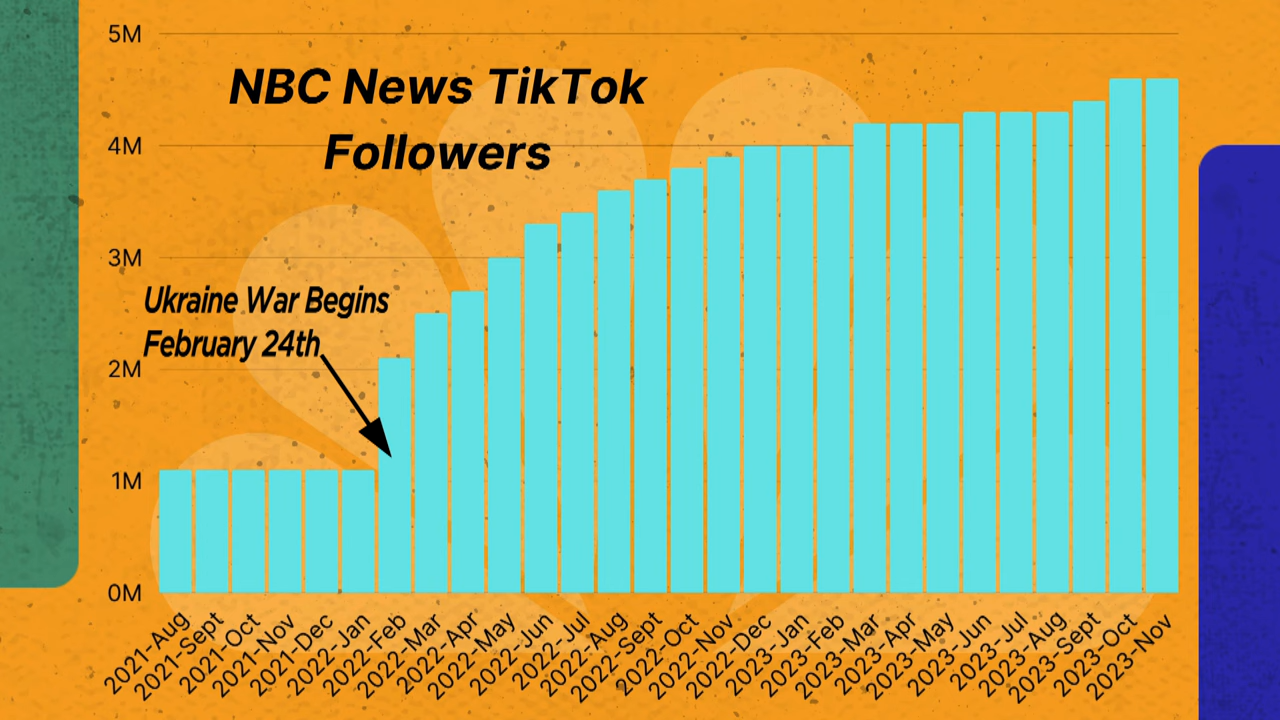 5M
NBC News TikTok
Followers
4M
3M
Ukraine War Begins
February 24th
2M
1M
0M
2021-Aug
2021-Sept
2021-Oct
2021-Nov
2021-Dec
2022-Jan
2022-Feb
2022-Mar
2022-Apr
2022-May
2022-Jun
2022-Jul
2022-Aug
2022-Sept
2022-Oct
2022-Nov
2022-Dec
2023-Jan
2023-Feb
2023-Mar
2023-Apr
2023-May
2023-Jun
2023-Jul
2023-Aug
2023-Sept
2023-Oct
2023-Nov